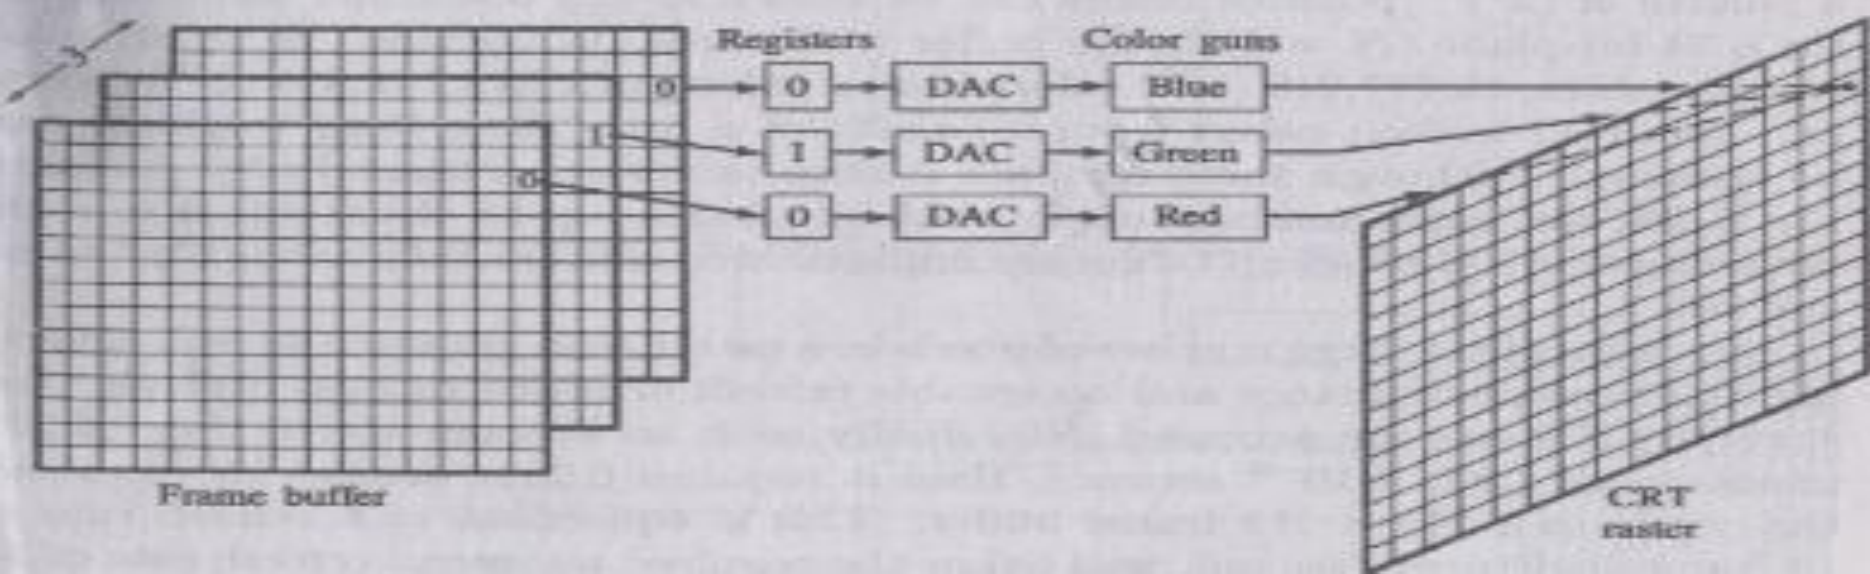 3
Registers Color guns
0 0 DAC Blue
1 1 DAC Green
0 0 DAC Red
Frame buffer
CRT
raster